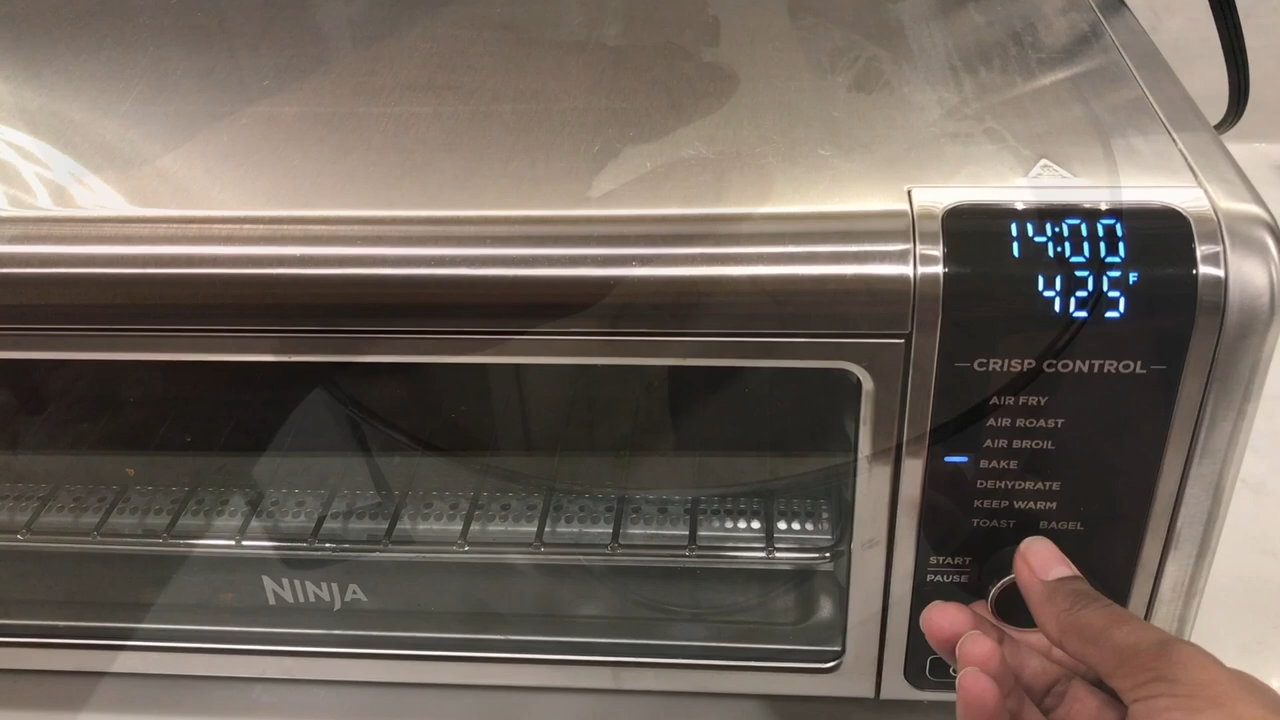 14:00
425 F
CRISP CONTROL
AIR FRY
AIR ROAST
AIR BROIL
BAKE
DEHYDRATE
KEEP WARM
TOAST BAGEL
START
PAUSE
NINJA